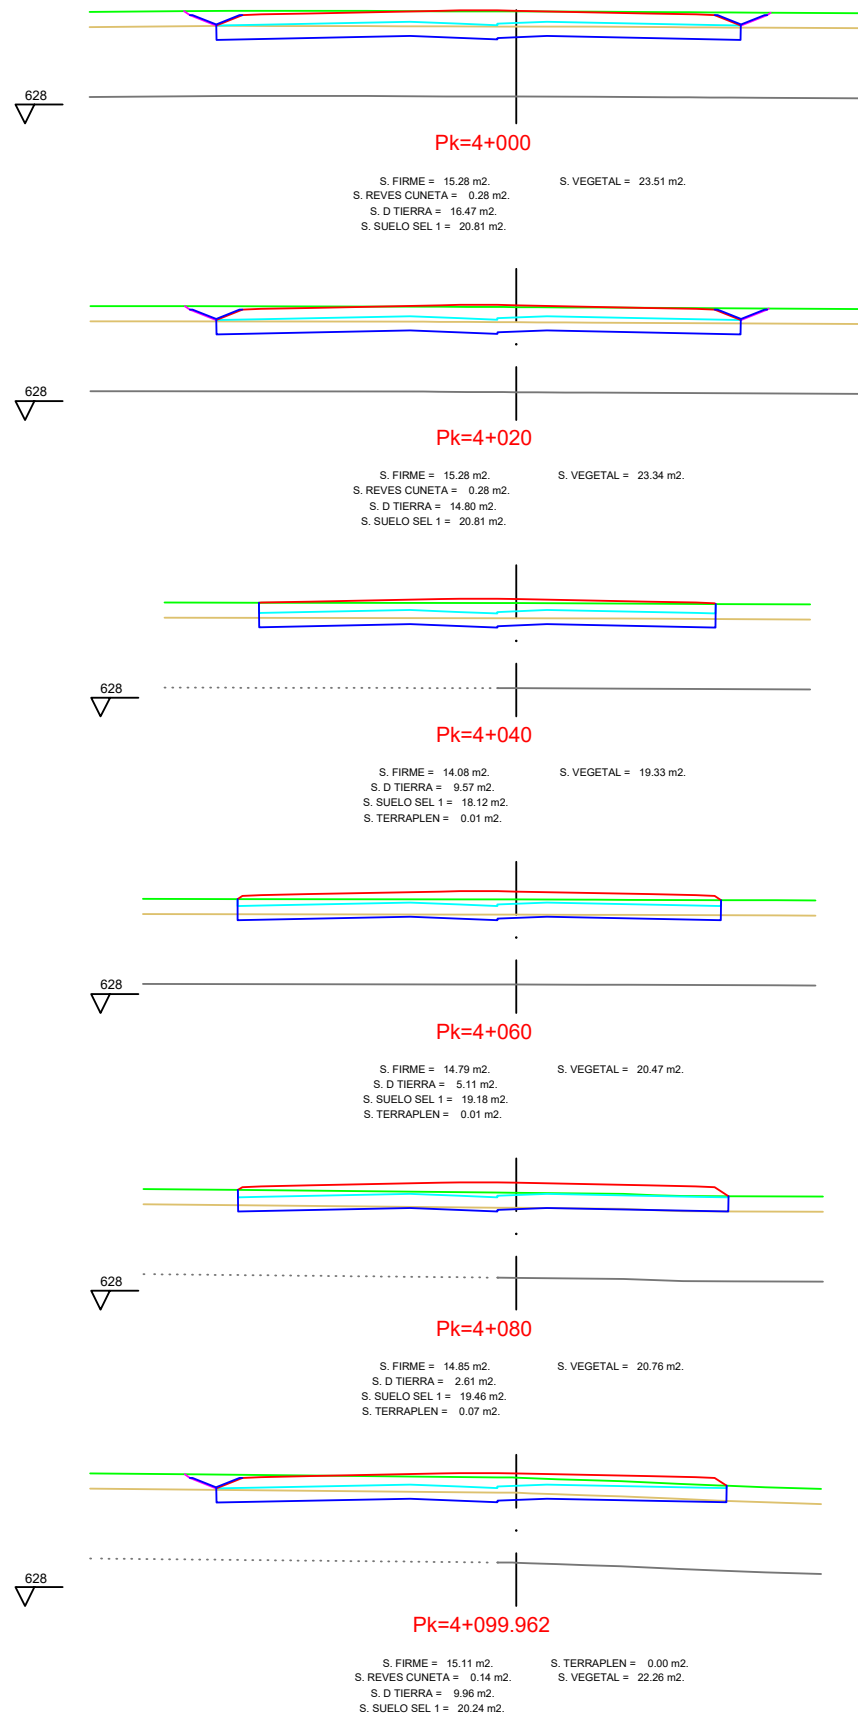 628
Pk=4+000
S. FIRME = 15.28 m2. S. VEGETAL = 23.51 m2.
S. REVES CUNETA = 0.28 m2.
S. D TIERRA = 16.47 m2.
S. SUELO SEL 1 = 20.81 m2.
628
Pk=4+020
S. FIRME = 15.28 m2. S. VEGETAL = 23.34 m2.
S. REVES CUNETA = 0.28 m2.
S. D TIERRA = 14.80 m2.
S. SUELO SEL 1 = 20.81 m2.
628
Pk=4+040
S. FIRME = 14.08 m2. S. VEGETAL = 19.33 m2.
S. D TIERRA = 9.57 m2.
S. SUELO SEL 1 = 18.12 m2.
S. TERRAPLEN = 0.01 m2.
628
Pk=4+060
S. FIRME = 14.79 m2. S. VEGETAL = 20.47 m2.
S. D TIERRA = 5.11 m2.
S. SUELO SEL 1 = 19.18 m2.
S. TERRAPLEN = 0.01 m2.
628
Pk=4+080
S. FIRME = 14.85 m2. S. VEGETAL = 20.76 m2.
S. D TIERRA = 2.61 m2.
S. SUELO SEL 1 = 19.46 m2.
S. TERRAPLEN = 0.07 m2.
628
Pk=4+099.962
S. FIRME = 15.11 m2. S. TERRAPLEN = 0.00 m2.
S. REVES CUNETA = 0.14 m2. S. VEGETAL = 22.26 m2.
S. D TIERRA = 9.96 m2.
S. SUELO SEL 1 = 20.24 m2.